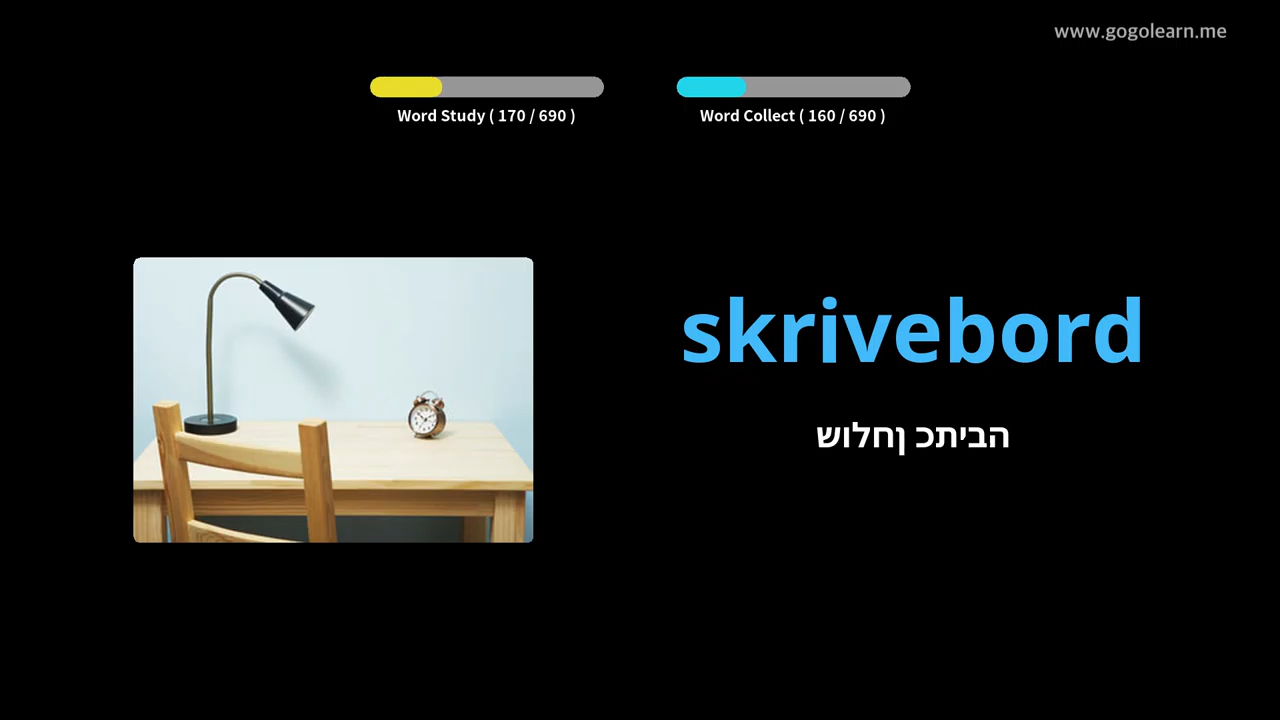 www.gogolearn.me
Word Study ( 170 / 690 )
Word Collect ( 160 / 690 )
skrivebord
הביתכ ןחלוש